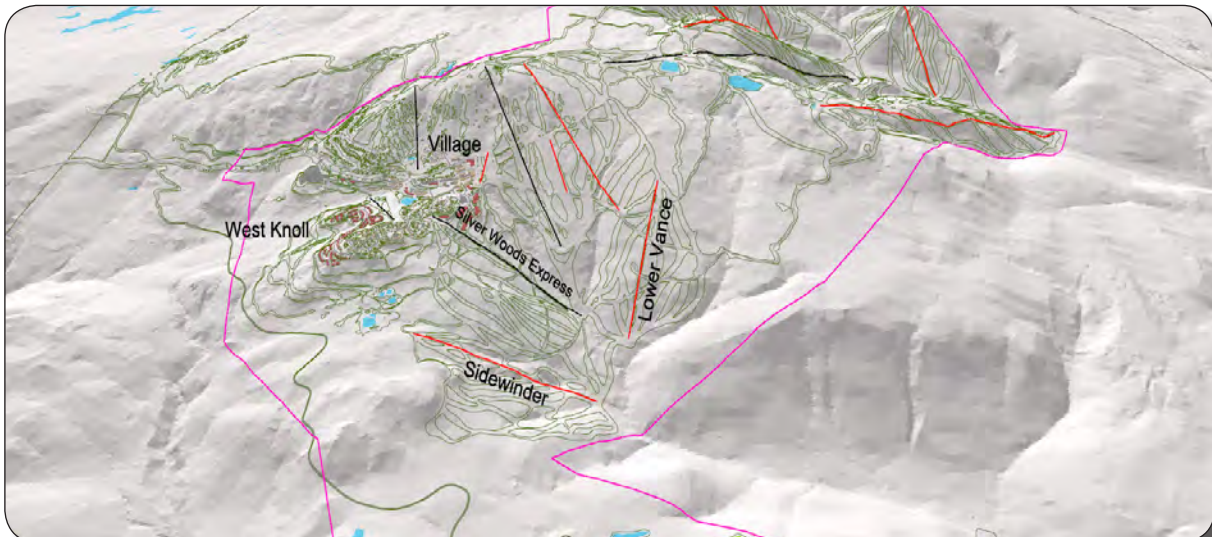 Village
West Knoll
Silver Woods Express
Lower Vance
Sidewinder